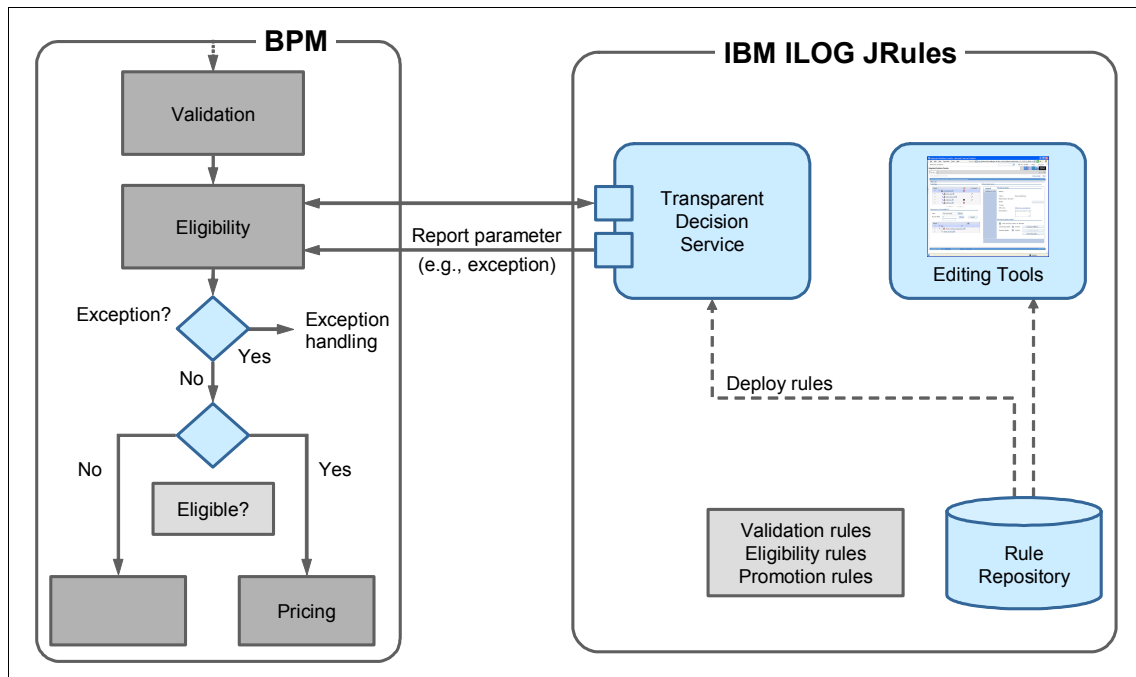 BPM
Validation
Eligibility
Exception?
Exception
handling
Yes
No
No
Yes
Eligible?
Pricing
Report parameter
(e.g., exception)
IBM ILOG JRules
Transparent
Decision
Service
Editing Tools
Deploy rules
Validation rules
Eligibility rules
Promotion rules
Rule
Repository